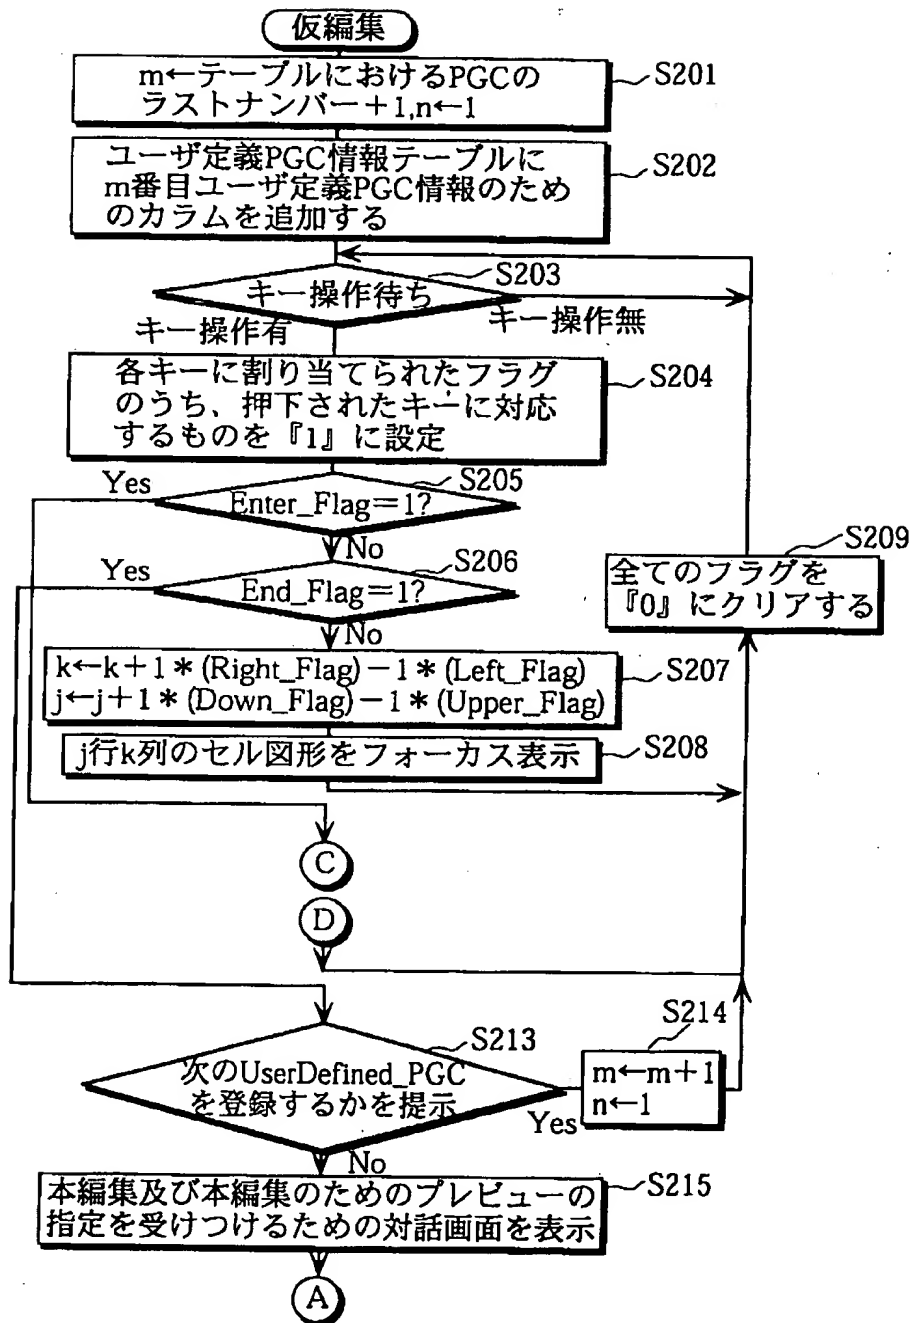 仮編集
m←テーブルにおけるPGCの
ラストナンバー+1,n←1
S201
ユーザ定義PGC情報テーブルに
m番目ユーザ定義PGC情報のため
のカラムを追加する
S202
キー操作待ち
S203
キー操作有
キー操作無
各キーに割り当てられたフラグ
のうち、押下されたキーに対応
するものを『1』に設定
S204
Yes
Enter_Flag=1?
S205
No
Yes
End_Flag=1?
S206
No
全てのフラグを
『0』にクリアする
S209
k←k+1*(Right_Flag)-1*(Left_Flag)
j←j+1*(Down_Flag)-1*(Upper_Flag)
S207
j行k列のセル図形をフォーカス表示
S208
C
D
次のUserDefined_PGC
を登録するかを提示
S213
Yes
m←m+1
n←1
S214
No
本編集及び本編集のためのプレビューの
指定を受けつけるための対話画面を表示
S215
A